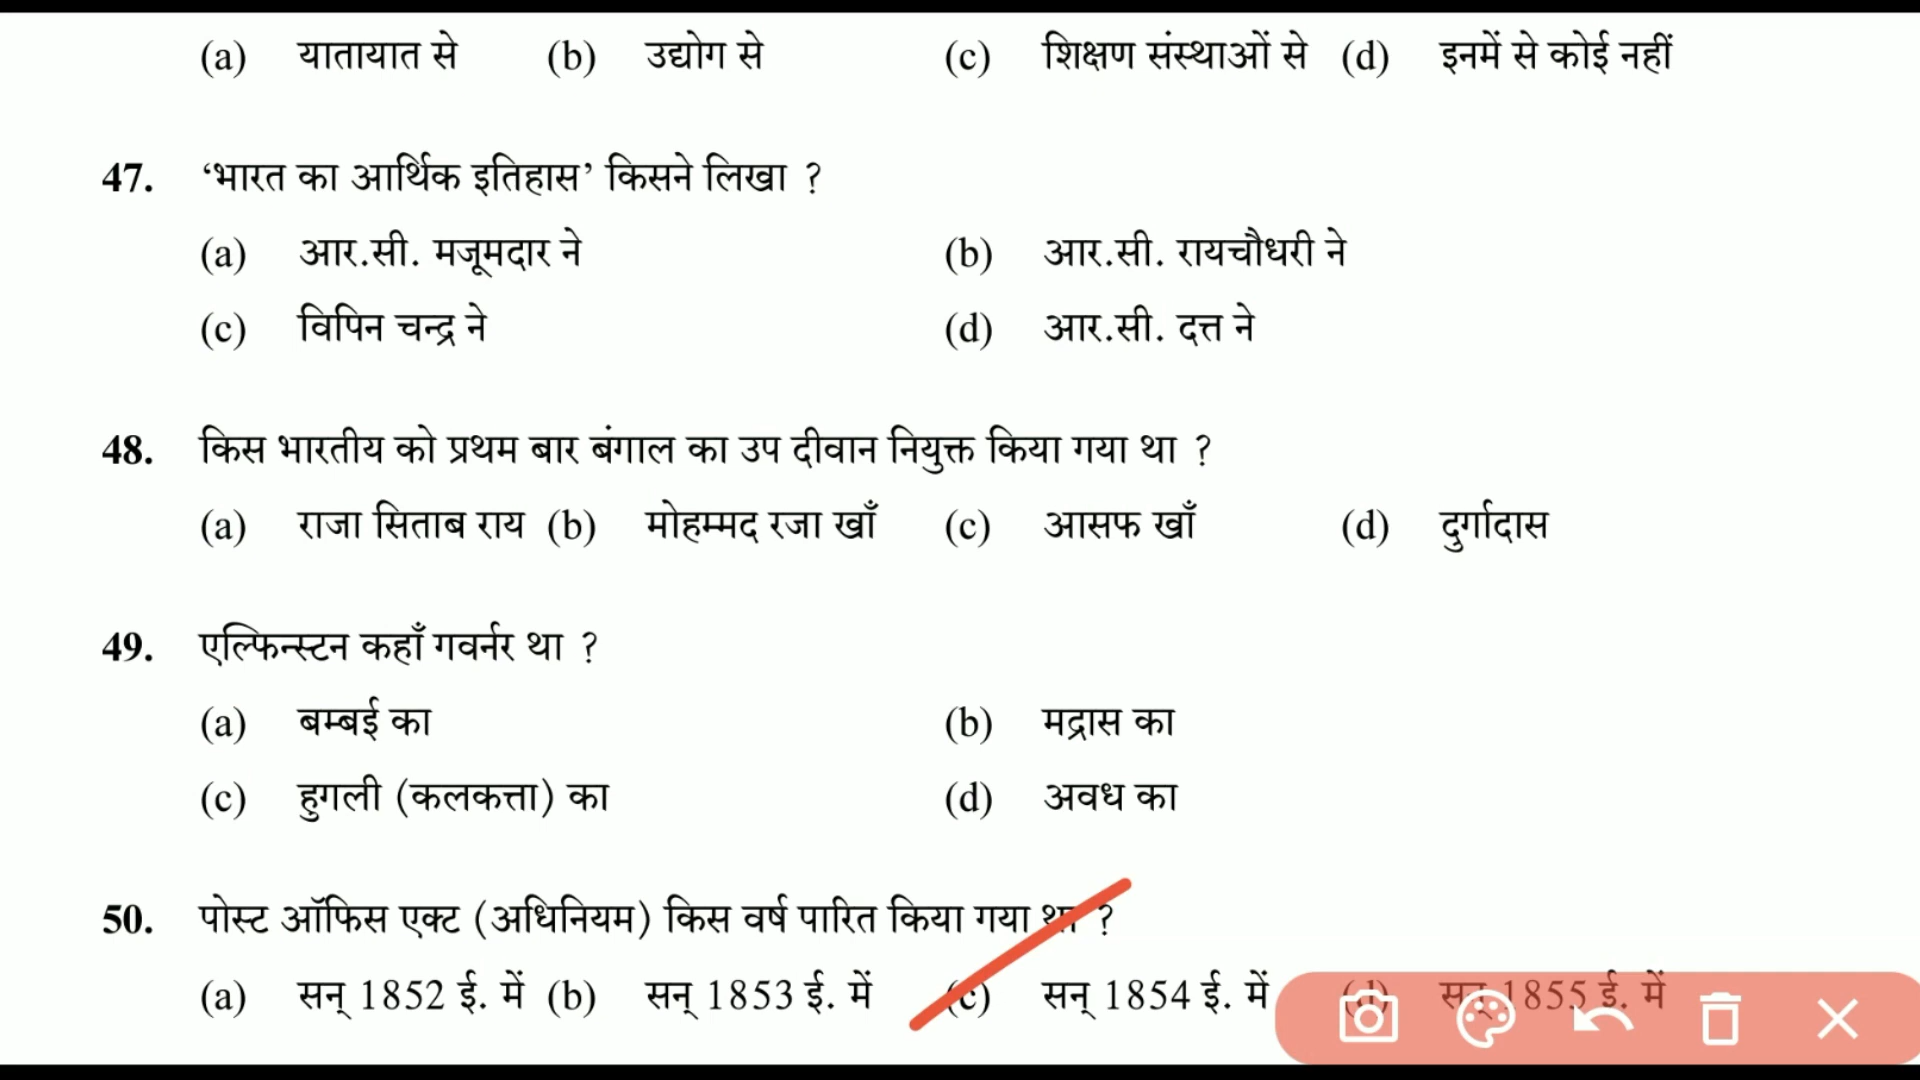 (a) यातायात से (b) उद्योग से (c) शिक्षण संस्थाओं से (d) इनमें से कोई नहीं
47. ‘भारत का आर्थिक इतिहास’ किसने लिखा ?
(a) आर.सी. मजूमदार ने (b) आर.सी. रायचौधरी ने
(c) विपिन चन्द्र ने (d) आर.सी. दत्त ने
48. किस भारतीय को प्रथम बार बंगाल का उप दीवान नियुक्त किया गया था ?
(a) राजा सिताब राय (b) मोहम्मद रजा खाँ (c) आसफ खाँ (d) दुर्गादास
49. एल्फिन्स्टन कहाँ गवर्नर था ?
(a) बम्बई का (b) मद्रास का
(c) हुगली (कलकत्ता) का (d) अवध का
50. पोस्ट ऑफिस एक्ट (अधिनियम) किस वर्ष पारित किया गया था ?
(a) सन् 1852 ई. में (b) सन् 1853 ई. में (c) सन् 1854 ई. में (d) सन् 1855 ई. में